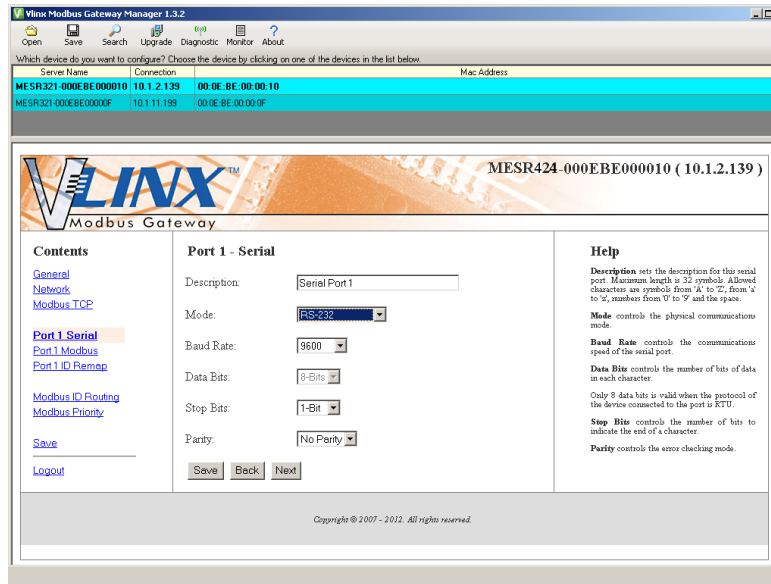 Vlinx Modbus Gateway Manager 1.3.2
Open Save Search Upgrade Diagnostic Monitor About
Which device do you want to configure? Choose the device by clicking on one of the devices in the list below.
Server Name Connection Mac Address
MESR321-000EBE000010 10.1.2.139 00:0E:BE:00:00:10
MESR321-000EBE00000F 10.1.11.199 00:0E:BE:00:00:0F
VLINX TM
Modbus Gateway
MESR424-000EBE000010 ( 10.1.2.139 )
Contents
General
Network
Modbus TCP
Port 1 Serial
Port 1 Modbus
Port 1 ID Remap
Modbus ID Routing
Modbus Priority
Save
Logout
Port 1 - Serial
Description: Serial Port 1
Mode: RS-232
Baud Rate: 9600
Data Bits: 8-Bits
Stop Bits: 1-Bit
Parity: No Parity
Save Back Next
Help
Description sets the description for this serial
port. Maximum length is 32 symbols. Allowed
characters are symbols from 'A' to 'Z', from 'a'
to 'z', numbers from '0' to '9' and the space.
Mode controls the physical communications
mode.
Baud Rate controls the communications
speed of the serial port.
Data Bits controls the number of bits of data
in each character.
Only 8 data bits is valid when the protocol of
the device connected to the port is RTU.
Stop Bits controls the number of bits to
indicate the end of a character.
Parity controls the error checking mode.
Copyright © 2007 - 2012. All rights reserved.